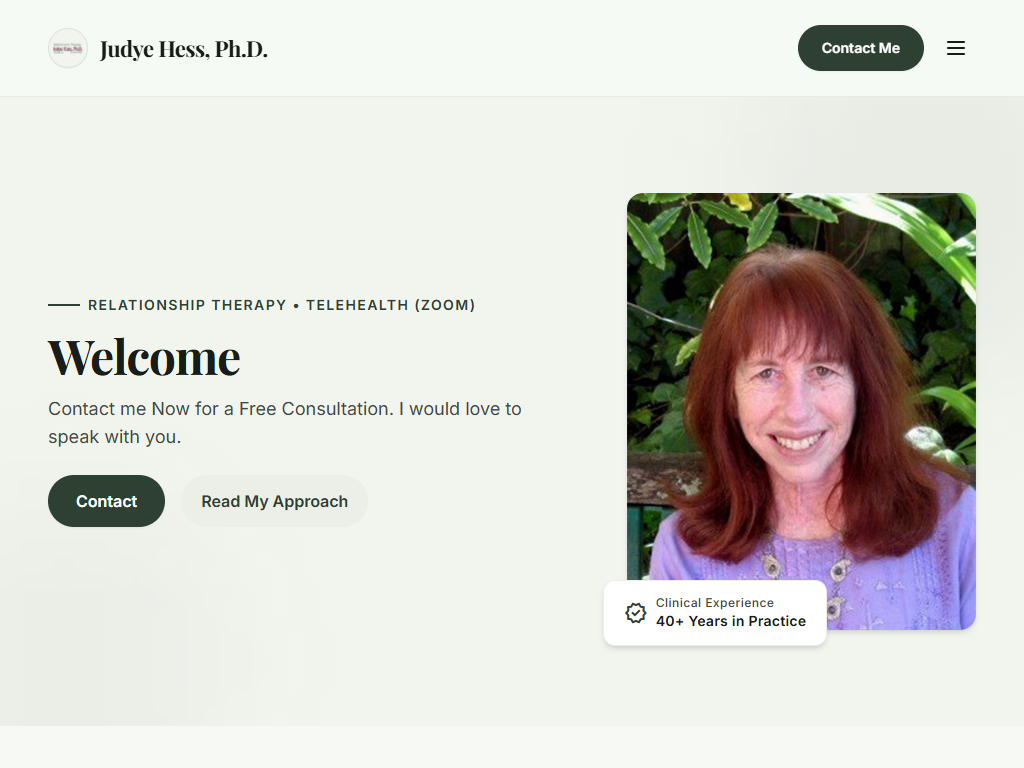 Judye Hess, Ph.D.
Contact Me
RELATIONSHIP THERAPY • TELEHEALTH (ZOOM)
Welcome
Contact me Now for a Free Consultation. I would love to
speak with you.
Contact
Read My Approach
Clinical Experience
40+ Years in Practice